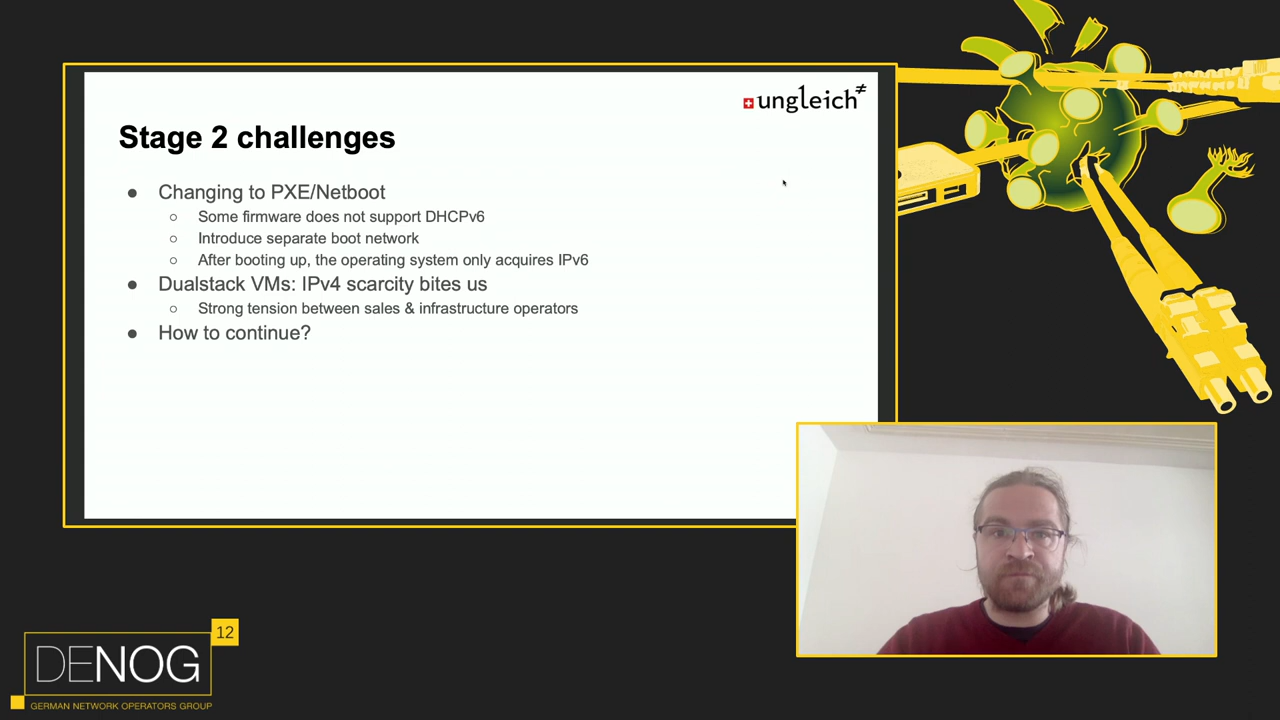 ungleich≠
Stage 2 challenges
● Changing to PXE/Netboot
○ Some firmware does not support DHCPv6
○ Introduce separate boot network
○ After booting up, the operating system only acquires IPv6
● Dualstack VMs: IPv4 scarcity bites us
○ Strong tension between sales & infrastructure operators
● How to continue?
12
DENOG
GERMAN NETWORK OPERATORS GROUP